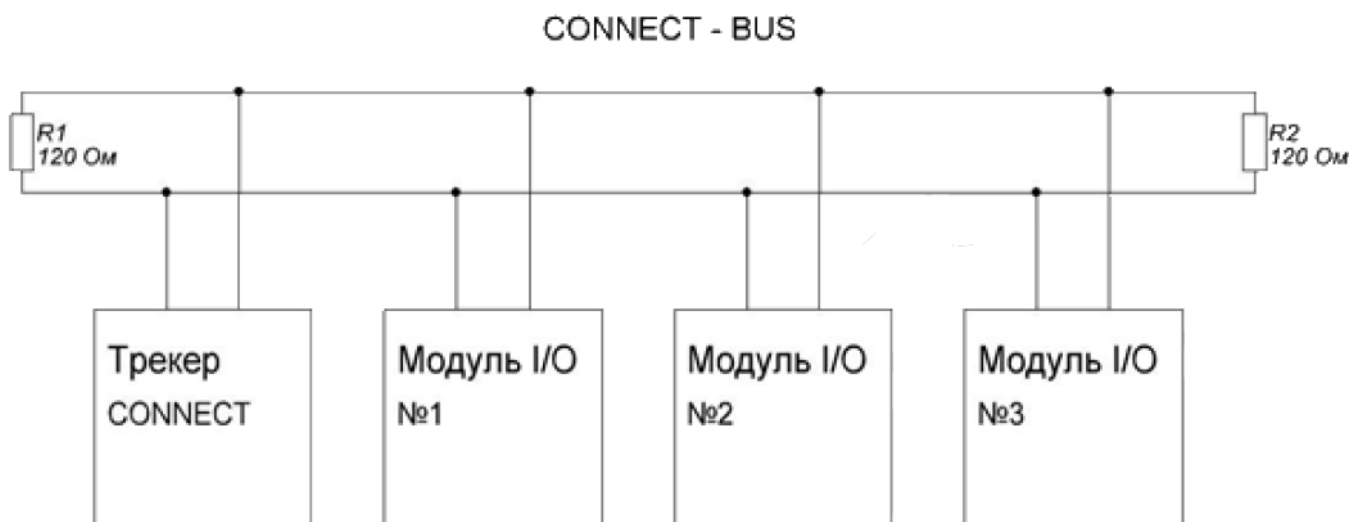 CONNECT - BUS
R1
120 Ом
R2
120 Ом
Трекер
CONNECT
Модуль I/O
№1
Модуль I/O
№2
Модуль I/O
№3